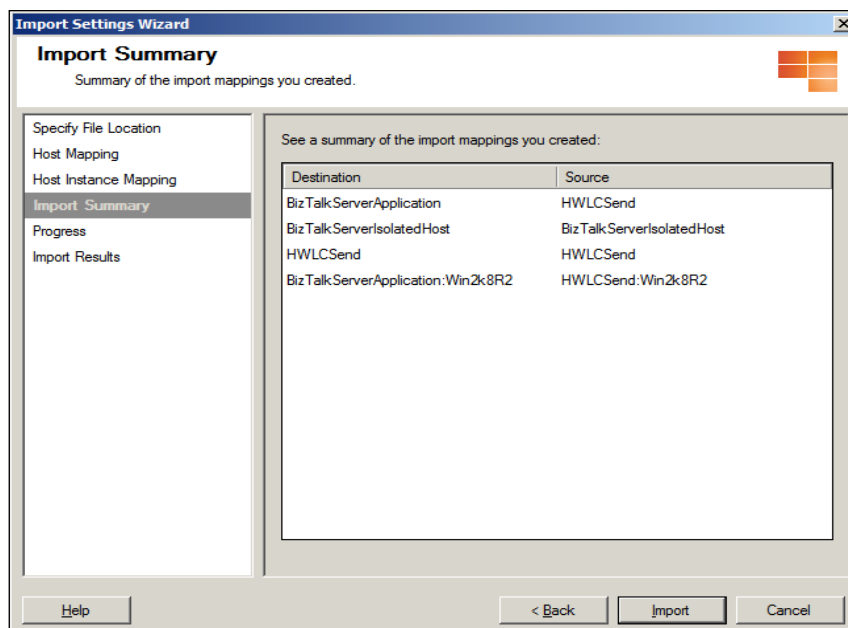 Import Settings Wizard
Import Summary
Summary of the import mappings you created.
Specify File Location
Host Mapping
Host Instance Mapping
Import Summary
Progress
Import Results
See a summary of the import mappings you created:
Destination Source
BizTalkServerApplication HWLCSend
BizTalkServerIsolatedHost BizTalkServerIsolatedHost
HWLCSend HWLCSend
BizTalkServerApplication:Win2k8R2 HWLCSend:Win2k8R2
Help < Back Import Cancel